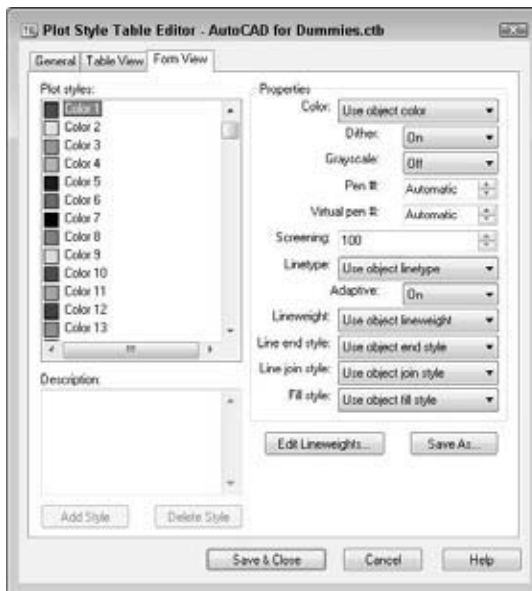 Plot Style Table Editor - AutoCAD for Dummies.ctb
General Table View Form View
Plot styles:
Color 1
Color 2
Color 3
Color 4
Color 5
Color 6
Color 7
Color 8
Color 9
Color 10
Color 11
Color 12
Color 13
Description:
Add Style Delete Style
Properties
Color: Use object color
Dither: On
Grayscale: Off
Pen #: Automatic
Virtual pen #: Automatic
Screening: 100
Linetype: Use object linetype
Adaptive: On
Lineweight: Use object lineweight
Line end style: Use object end style
Line join style: Use object join style
Fill style: Use object fill style
Edit Lineweights... Save As...
Save & Close Cancel Help